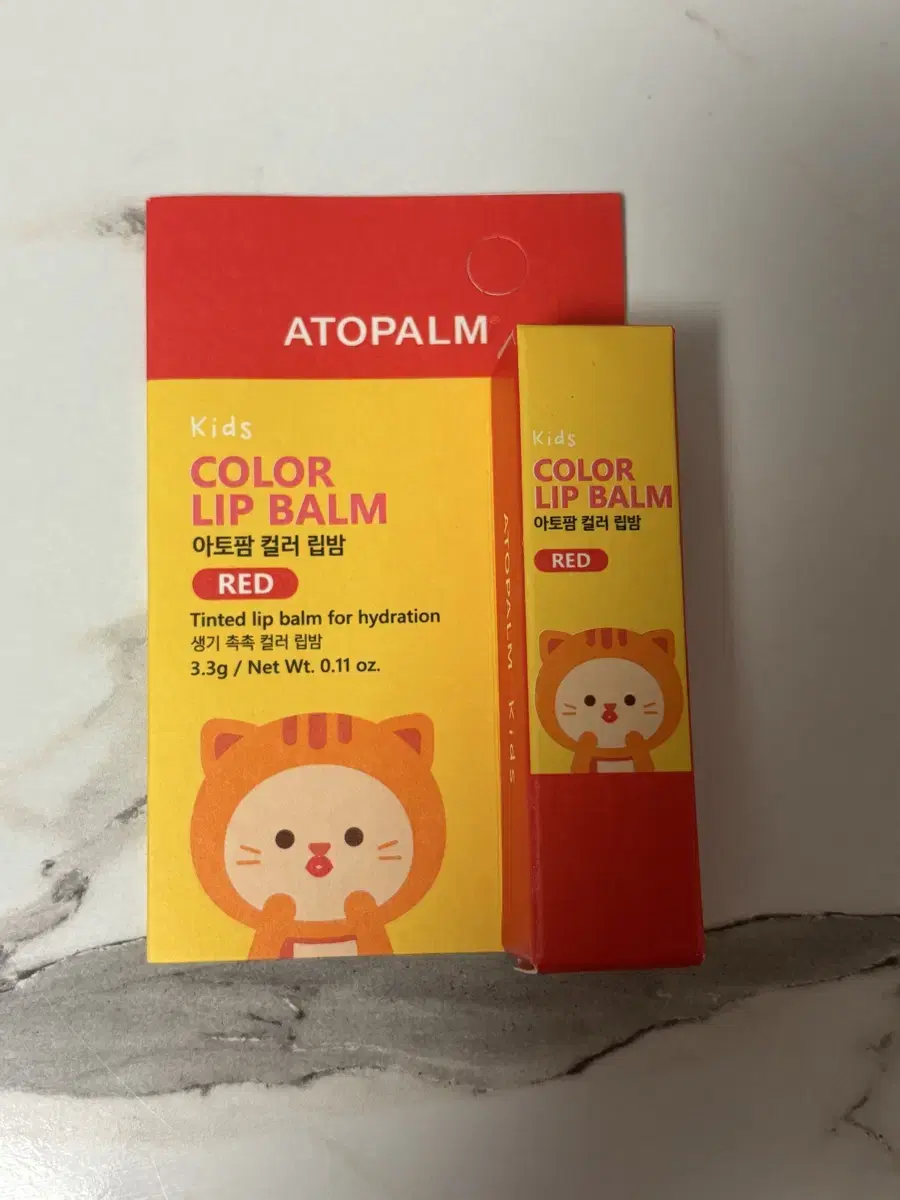 ATOPALM
Kids
COLOR
LIP BALM
아토팜 컬러 립밤
RED
Tinted lip balm for hydration
생기 촉촉 컬러 립밤
3.3g / Net Wt. 0.11 oz.
ATOPALM Kids
Kids
COLOR
LIP BALM
아토팜 컬러 립밤
RED